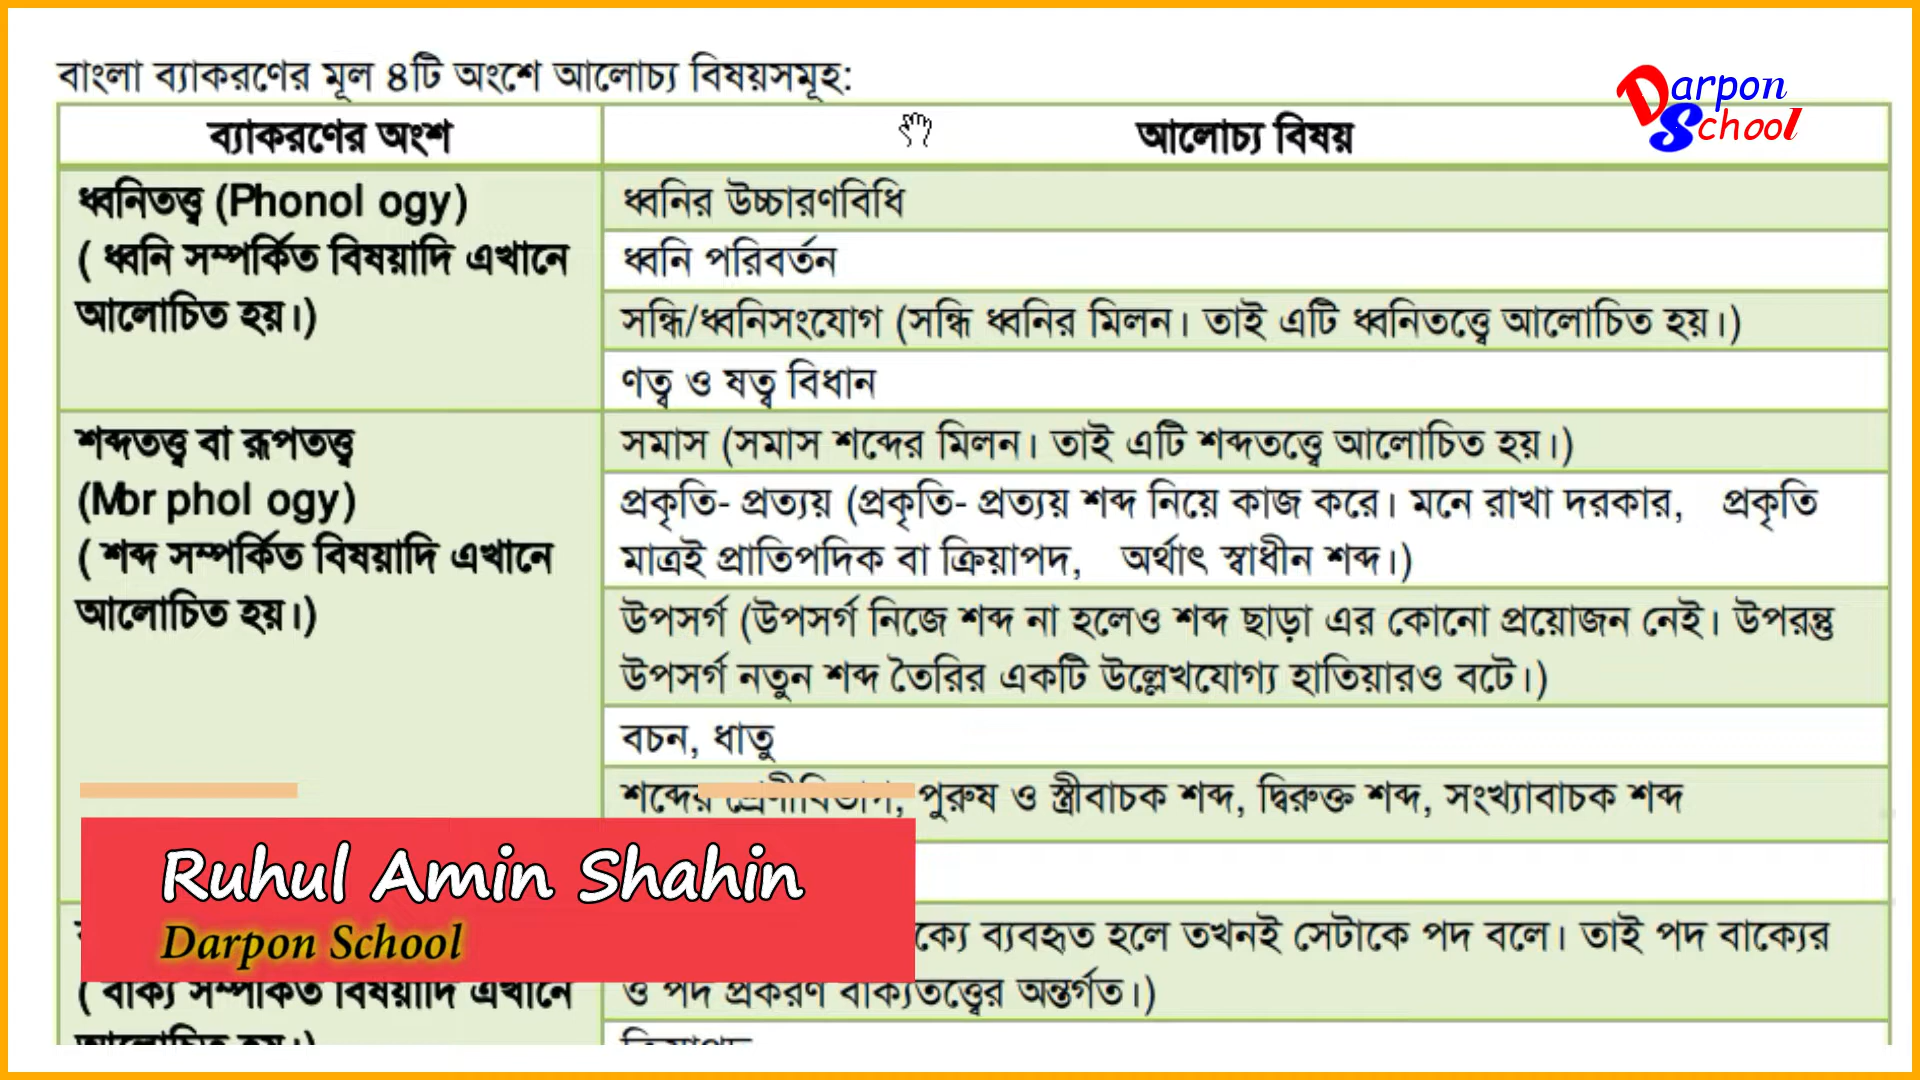 বাংলা ব্যাকরণের মূল ৪টি অংশে আলোচ্য বিষয়সমূহ:
Darpon
School
ব্যাকরণের অংশ
আলোচ্য বিষয়
ধ্বনিতত্ত্ব (Phonol ogy)
( ধ্বনি সম্পর্কিত বিষয়াদি এখানে
আলোচিত হয়।)
ধ্বনির উচ্চারণবিধি
ধ্বনি পরিবর্তন
সন্ধি/ধ্বনিসংযোগ (সন্ধি ধ্বনির মিলন। তাই এটি ধ্বনিতত্ত্বে আলোচিত হয়।)
ণত্ব ও ষত্ব বিধান
শব্দতত্ত্ব বা রূপতত্ত্ব
(Mor phol ogy)
( শব্দ সম্পর্কিত বিষয়াদি এখানে
আলোচিত হয়।)
সমাস (সমাস শব্দের মিলন। তাই এটি শব্দতত্ত্বে আলোচিত হয়।)
প্রকৃতি- প্রত্যয় (প্রকৃতি- প্রত্যয় শব্দ নিয়ে কাজ করে। মনে রাখা দরকার, প্রকৃতি
মাত্রই প্রাতিপদিক বা ক্রিয়াপদ, অর্থাৎ স্বাধীন শব্দ।)
উপসর্গ (উপসর্গ নিজে শব্দ না হলেও শব্দ ছাড়া এর কোনো প্রয়োজন নেই। উপরন্তু
উপসর্গ নতুন শব্দ তৈরির একটি উল্লেখযোগ্য হাতিয়ারও বটে।)
বচন, ধাতু
শব্দের শ্রেণীবিভাগ, পুরুষ ও স্ত্রীবাচক শব্দ, দ্বিরুক্ত শব্দ, সংখ্যাবাচক শব্দ
Ruhul Amin Shahin
Darpon School
( বাক্য সম্পর্কিত বিষয়াদি এখানে
ব্যবহৃত হলে তখনই সেটাকে পদ বলে। তাই পদ বাক্যের
ও পদ প্রকরণ বাক্যতত্ত্বের অন্তর্গত।)